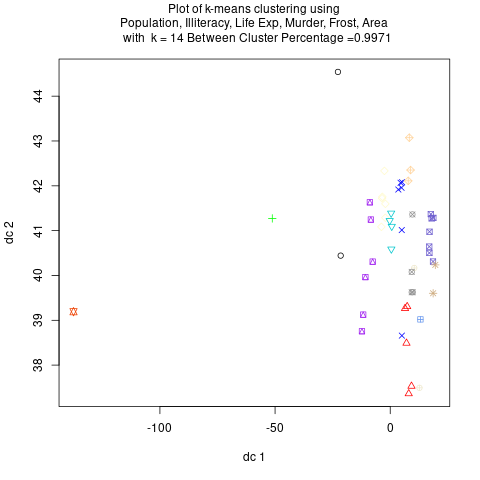 Plot of k-means clustering using
Population, Illiteracy, Life Exp, Murder, Frost, Area
with k = 14 Between Cluster Percentage =0.9971
44
43
42
41
40
39
38
dc 2
-100
-50
0
dc 1